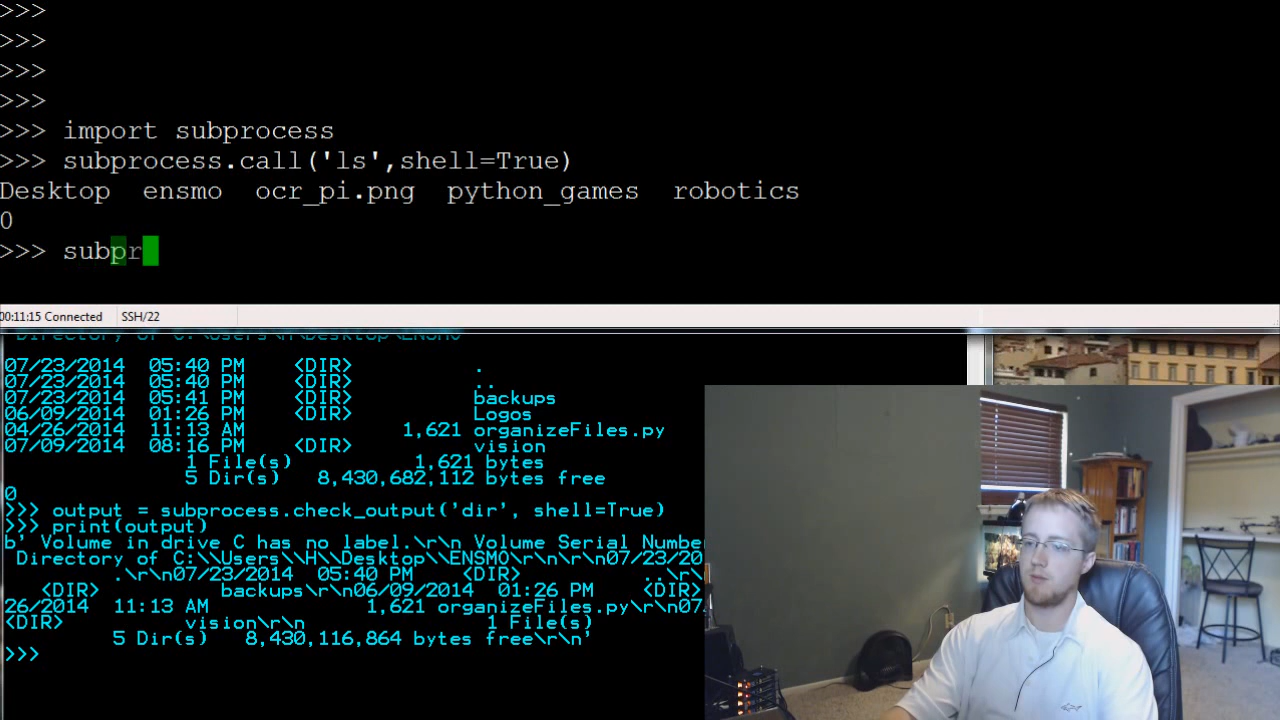 >>>
>>>
>>>
>>>
>>> import subprocess
>>> subprocess.call('ls',shell=True)
Desktop ensmo ocr_pi.png python_games robotics
0
>>> subpr
00:11:15 Connected SSH/22
Directory of C:\Users\H\Desktop\ENSMO
07/23/2014 05:40 PM <DIR> .
07/23/2014 05:40 PM <DIR> ..
07/23/2014 05:41 PM <DIR> backups
06/09/2014 01:26 PM <DIR> Logos
04/26/2014 11:13 AM 1,621 organizeFiles.py
07/09/2014 08:16 PM <DIR> vision
1 File(s) 1,621 bytes
5 Dir(s) 8,430,682,112 bytes free
0
>>> output = subprocess.check_output('dir', shell=True)
>>> print(output)
b' Volume in drive C has no label.\r\n Volume Serial Number
Directory of C:\\Users\\H\\Desktop\\ENSMO\r\n\r\n07/23/20
.\r\n07/23/2014 05:40 PM <DIR> ..\r\
<DIR> backups\r\n06/09/2014 01:26 PM <DIR>
26/2014 11:13 AM 1,621 organizeFiles.py\r\n07/
<DIR> vision\r\n 1 File(s)
5 Dir(s) 8,430,116,864 bytes free\r\n'
>>>